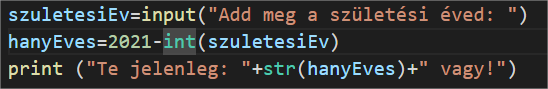 szuletesiEv=input("Add meg a születési éved: ")
hanyEves=2021-int(szuletesiEv)
print ("Te jelenleg: "+str(hanyEves)+" vagy!")